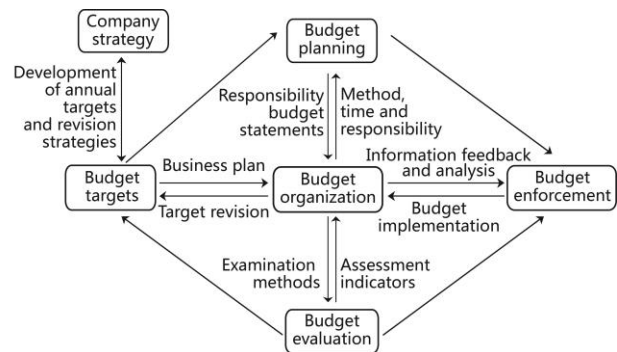 Company
strategy
Budget
planning
Development
of annual
targets
and revision
strategies
Responsibility
budget
statements
Method,
time and
responsibility
Business plan
Information feedback
and analysis
Budget
targets
Budget
organization
Budget
enforcement
Target revision
Budget
implementation
Examination
methods
Assessment
indicators
Budget
evaluation